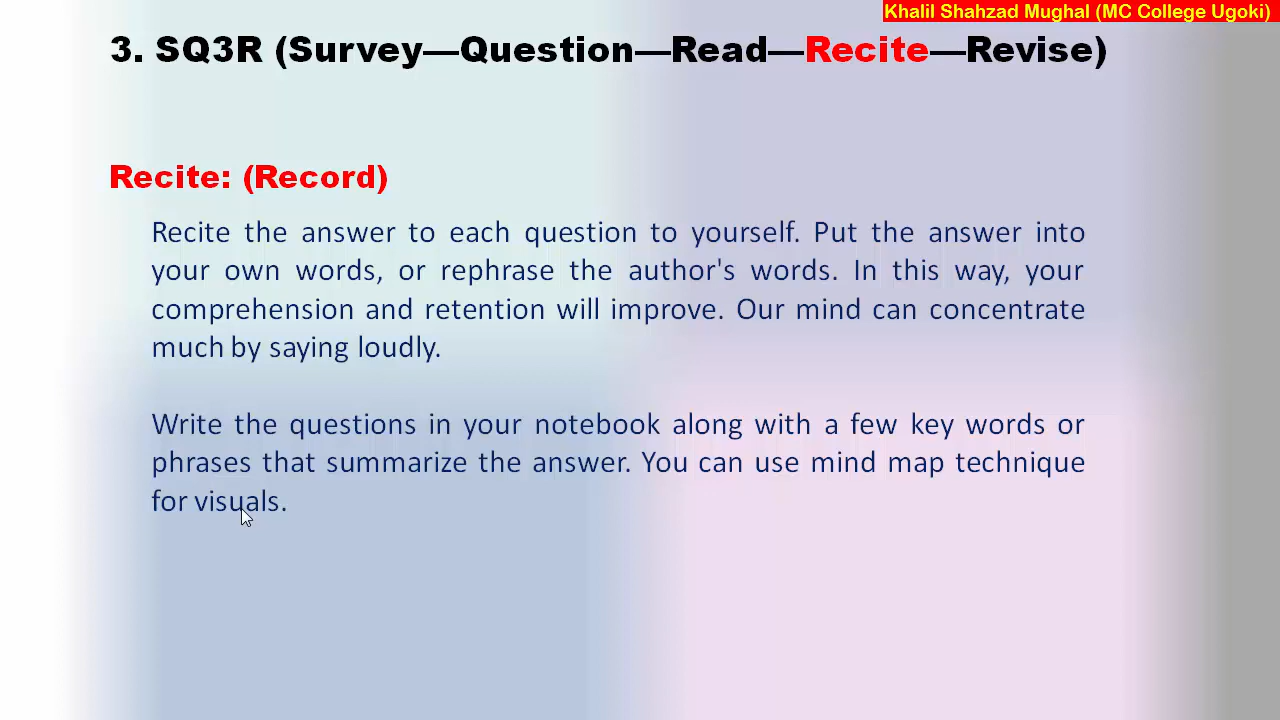 Khalil Shahzad Mughal (MC College Ugoki)
3. SQ3R (Survey—Question—Read—Recite—Revise)
Recite: (Record)
Recite the answer to each question to yourself. Put the answer into
your own words, or rephrase the author's words. In this way, your
comprehension and retention will improve. Our mind can concentrate
much by saying loudly.
Write the questions in your notebook along with a few key words or
phrases that summarize the answer. You can use mind map technique
for visuals.